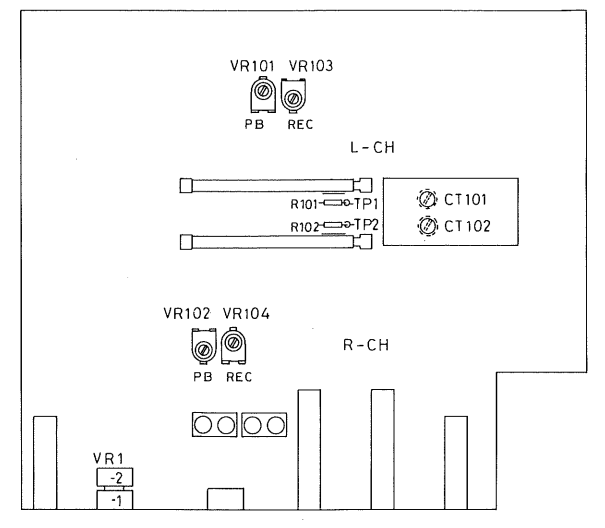 VR101 VR103
PB REC
L-CH
R101 TP1
CT101
R102 TP2
CT102
VR102 VR104
R-CH
PB REC
VR1
-2
-1